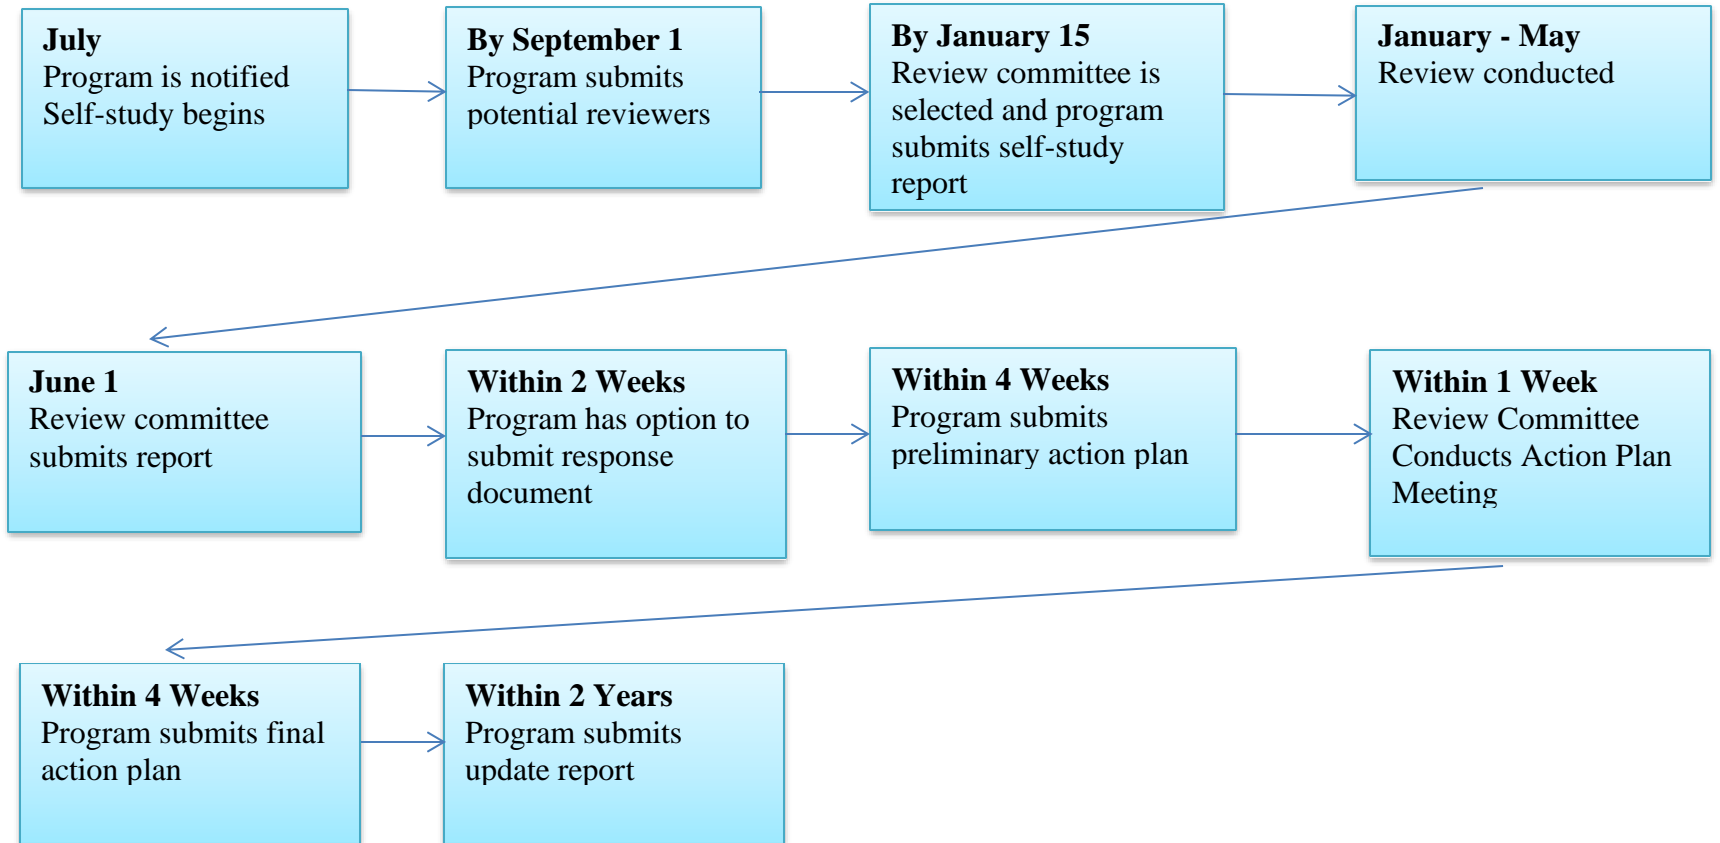 July
Program is notified
Self-study begins
By September 1
Program submits
potential reviewers
By January 15
Review committee is
selected and program
submits self-study
report
January - May
Review conducted
June 1
Review committee
submits report
Within 2 Weeks
Program has option to
submit response
document
Within 4 Weeks
Program submits
preliminary action plan
Within 1 Week
Review Committee
Conducts Action Plan
Meeting
Within 4 Weeks
Program submits final
action plan
Within 2 Years
Program submits
update report